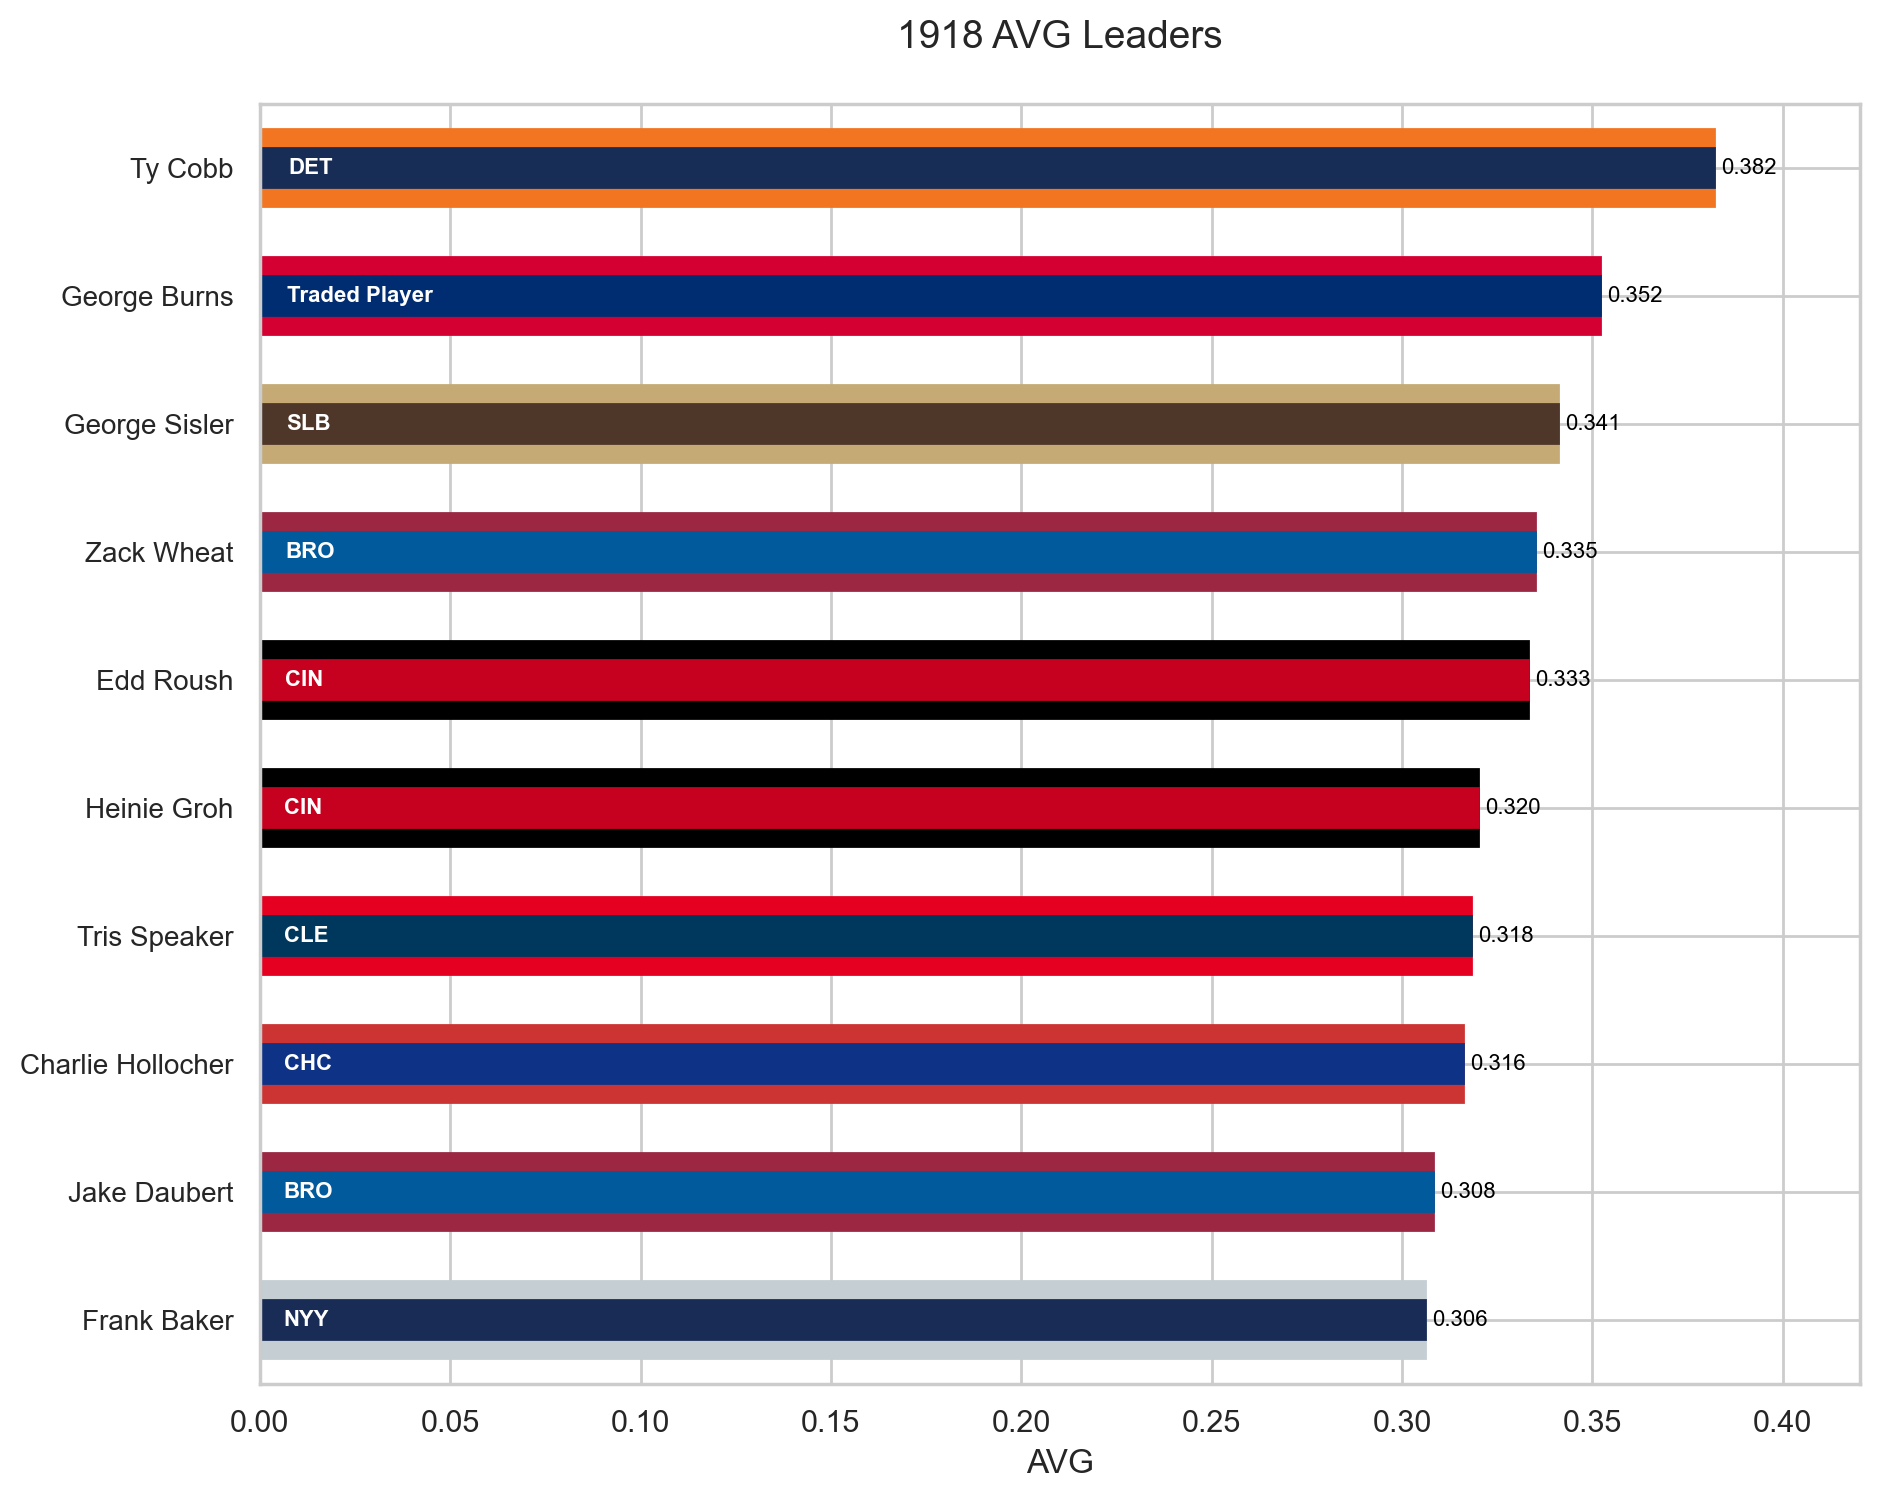 1918 AVG Leaders
Ty Cobb
DET
0.382
George Burns
Traded Player
0.352
George Sisler
SLB
0.341
Zack Wheat
BRO
0.335
Edd Roush
CIN
0.333
Heinie Groh
CIN
0.320
Tris Speaker
CLE
0.318
Charlie Hollocher
CHC
0.316
Jake Daubert
BRO
0.308
Frank Baker
NYY
0.306
0.00 0.05 0.10 0.15 0.20 0.25 0.30 0.35 0.40
AVG